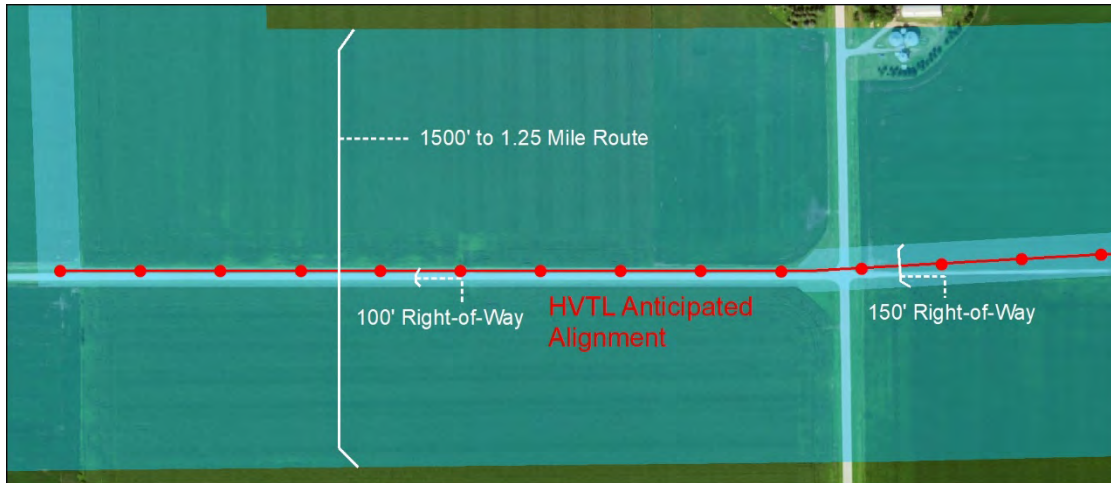 1500' to 1.25 Mile Route
100' Right-of-Way
HVTL Anticipated
Alignment
150' Right-of-Way